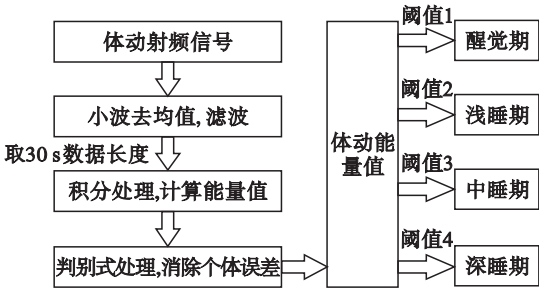 体动射频信号
小波去均值,滤波
取30 s数据长度
积分处理,计算能量值
判别式处理,消除个体误差
体动能
量值
阈值1
醒觉期
阈值2
浅睡期
阈值3
中睡期
阈值4
深睡期